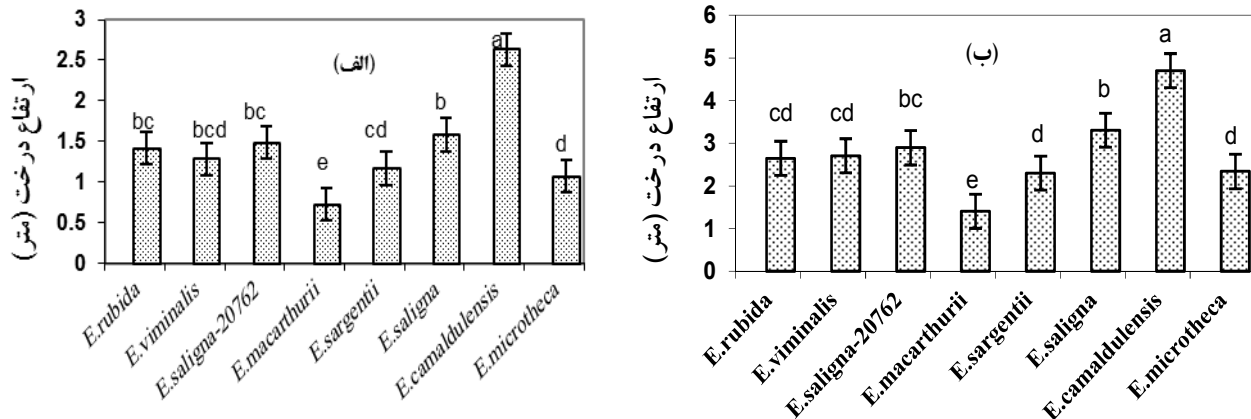 (الف)
ارتفاع درخت (متر)
3
2.5
2
1.5
1
0.5
0
bc
bcd
bc
e
cd
b
a
d
E.rubida
E.viminalis
E.saligna-20762
E.macarthurii
E.sargentii
E.saligna
E.camaldulensis
E.microtheca
(ب)
ارتفاع درخت (متر)
6
5
4
3
2
1
0
cd
cd
bc
e
d
b
a
d
E.rubida
E.viminalis
E.saligna-20762
E.macarthurii
E.sargentii
E.saligna
E.camaldulensis
E.microtheca